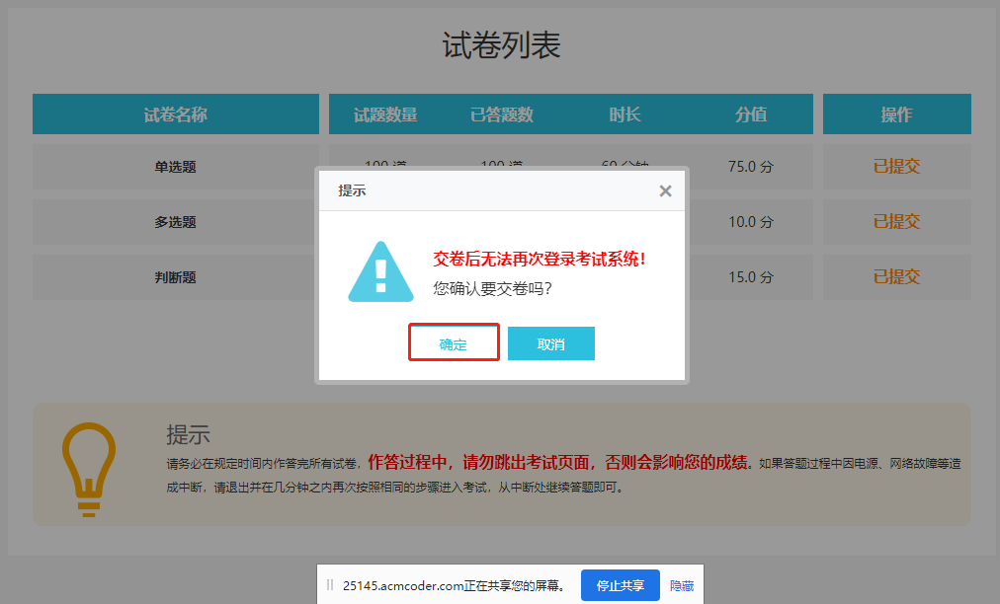 试卷列表
试卷名称 试题数量 已答题数 时长 分值 操作
单选题 100 道 100 道 60 分钟 75.0 分 已提交
多选题 10.0 分 已提交
判断题 15.0 分 已提交
提示
交卷后无法再次登录考试系统!
您确认要交卷吗?
确定 取消
提示
请务必在规定时间内作答完所有试卷，作答过程中，请勿跳出考试页面，否则会影响您的成绩。如果答题过程中因电源、网络故障等造
成中断，请退出并在几分钟之内再次按照相同的步骤进入考试，从中断处继续答题即可。
25145.acmcoder.com正在共享您的屏幕。 停止共享 隐藏